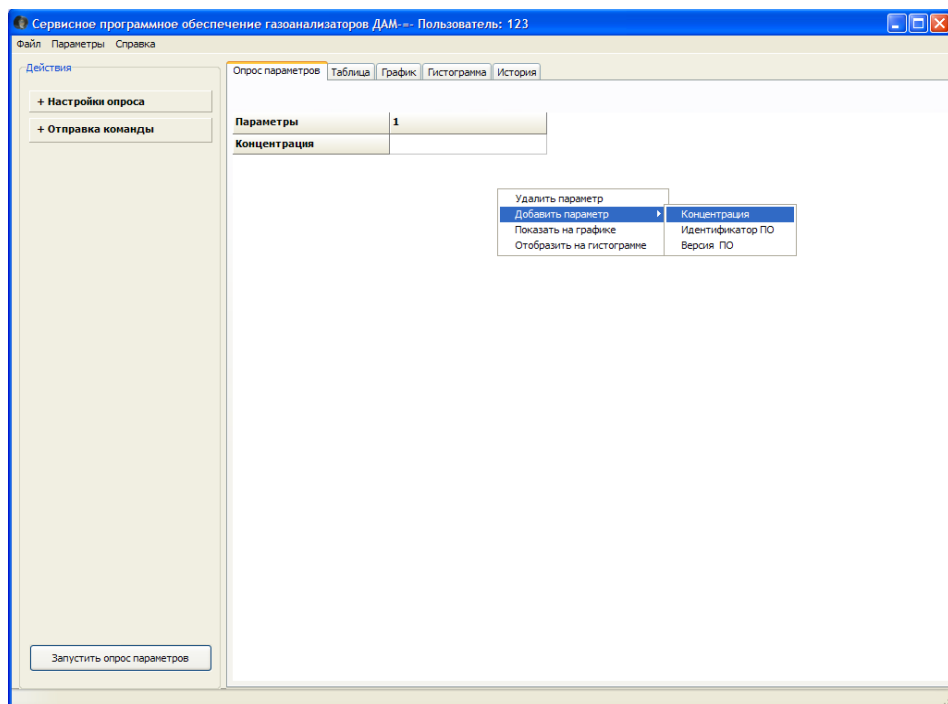 Сервисное программное обеспечение газоанализаторов ДАМ-=- Пользователь: 123
Файл Параметры Справка
Действия
+ Настройки опроса
+ Отправка команды
Опрос параметров Таблица График Гистограмма История
Параметры 1
Концентрация
Удалить параметр
Добавить параметр Концентрация
Показать на графике Идентификатор ПО
Отобразить на гистограмме Версия ПО
Запустить опрос параметров